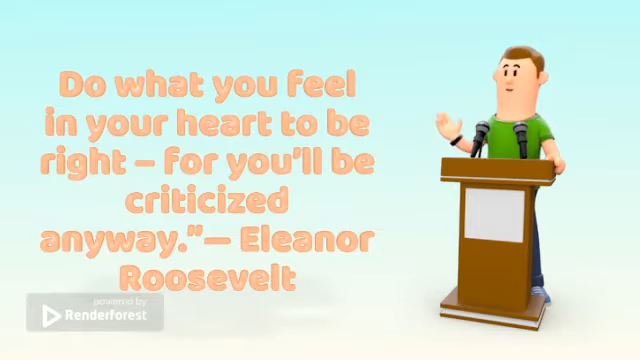 Do what you feel
in your heart to be
right – for you'll be
criticized
anyway.”— Eleanor
Roosevelt
powered by
Renderforest